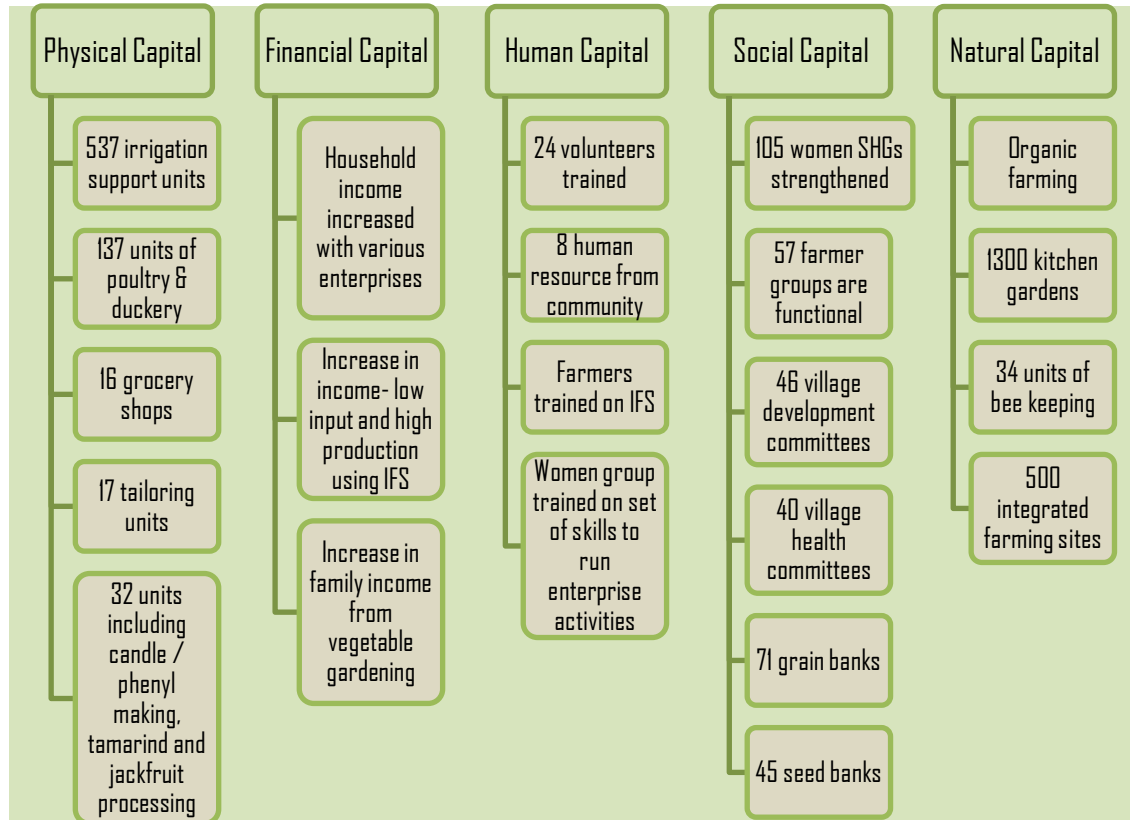 Physical Capital
537 irrigation
support units
137 units of
poultry &
duckery
16 grocery
shops
17 tailoring
units
32 units
including
candle /
phenyl
making,
tamarind and
jackfruit
processing
Financial Capital
Household
income
increased
with various
enterprises
Increase in
income- low
input and high
production
using IFS
Increase in
family income
from
vegetable
gardening
Human Capital
24 volunteers
trained
8 human
resource from
community
Farmers
trained on IFS
Women group
trained on set
of skills to
run
enterprise
activities
Social Capital
105 women SHGs
strengthened
57 farmer
groups are
functional
46 village
development
committees
40 village
health
committees
71 grain banks
45 seed banks
Natural Capital
Organic
farming
1300 kitchen
gardens
34 units of
bee keeping
500
integrated
farming sites